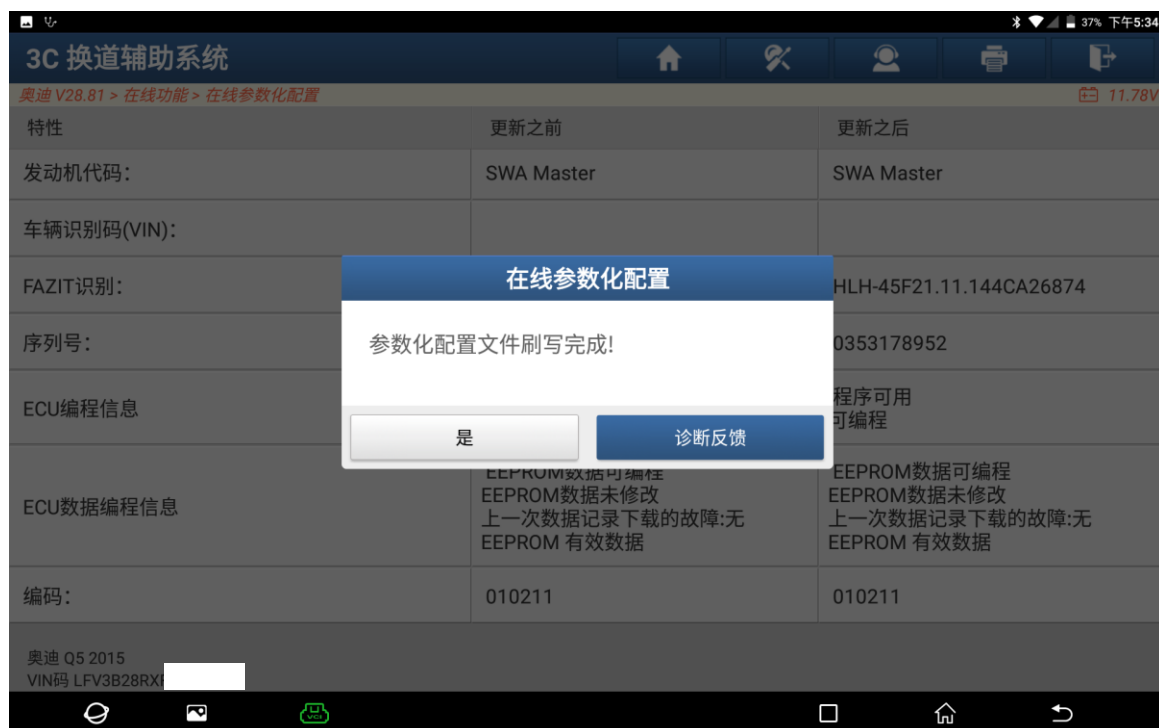 37% 下午5:34
3C 换道辅助系统
奥迪 V28.81 > 在线功能 > 在线参数化配置 11.78V
特性 更新之前 更新之后
发动机代码: SWA Master SWA Master
车辆识别码(VIN):
在线参数化配置
FAZIT识别: HLH-45F21.11.144CA26874
参数化配置文件刷写完成!
序列号: 0353178952
ECU编程信息 程序可用
可编程
是 诊断反馈
ECU数据编程信息 EEPROM数据可编程 EEPROM数据可编程
EEPROM数据未修改 EEPROM数据未修改
上一次数据记录下载的故障:无 上一次数据记录下载的故障:无
EEPROM 有效数据 EEPROM 有效数据
编码: 010211 010211
奥迪 Q5 2015
VIN码 LFV3B28RX
VCI